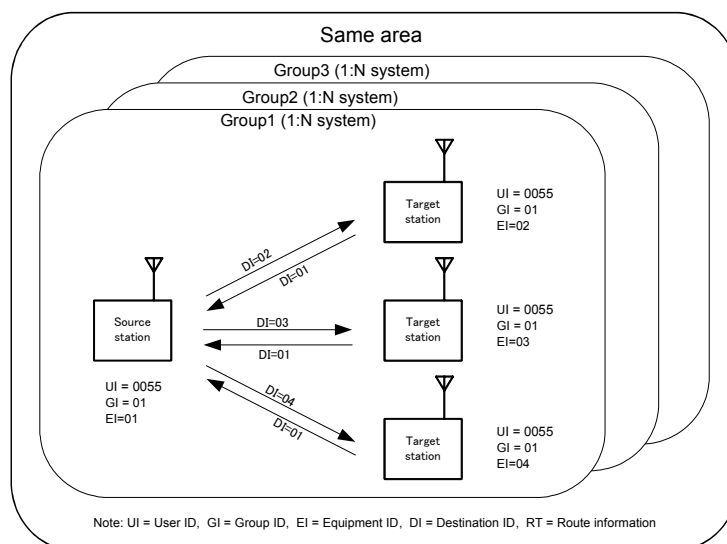 Same area
Group3 (1:N system)
Group2 (1:N system)
Group1 (1:N system)
Target
station
UI = 0055
GI = 01
EI=02
DI=02
DI=01
Source
station
UI = 0055
GI = 01
EI=01
DI=03
DI=01
Target
station
UI = 0055
GI = 01
EI=03
DI=04
DI=01
Target
station
UI = 0055
GI = 01
EI=04
Note: UI = User ID, GI = Group ID, EI = Equipment ID, DI = Destination ID, RT = Route information